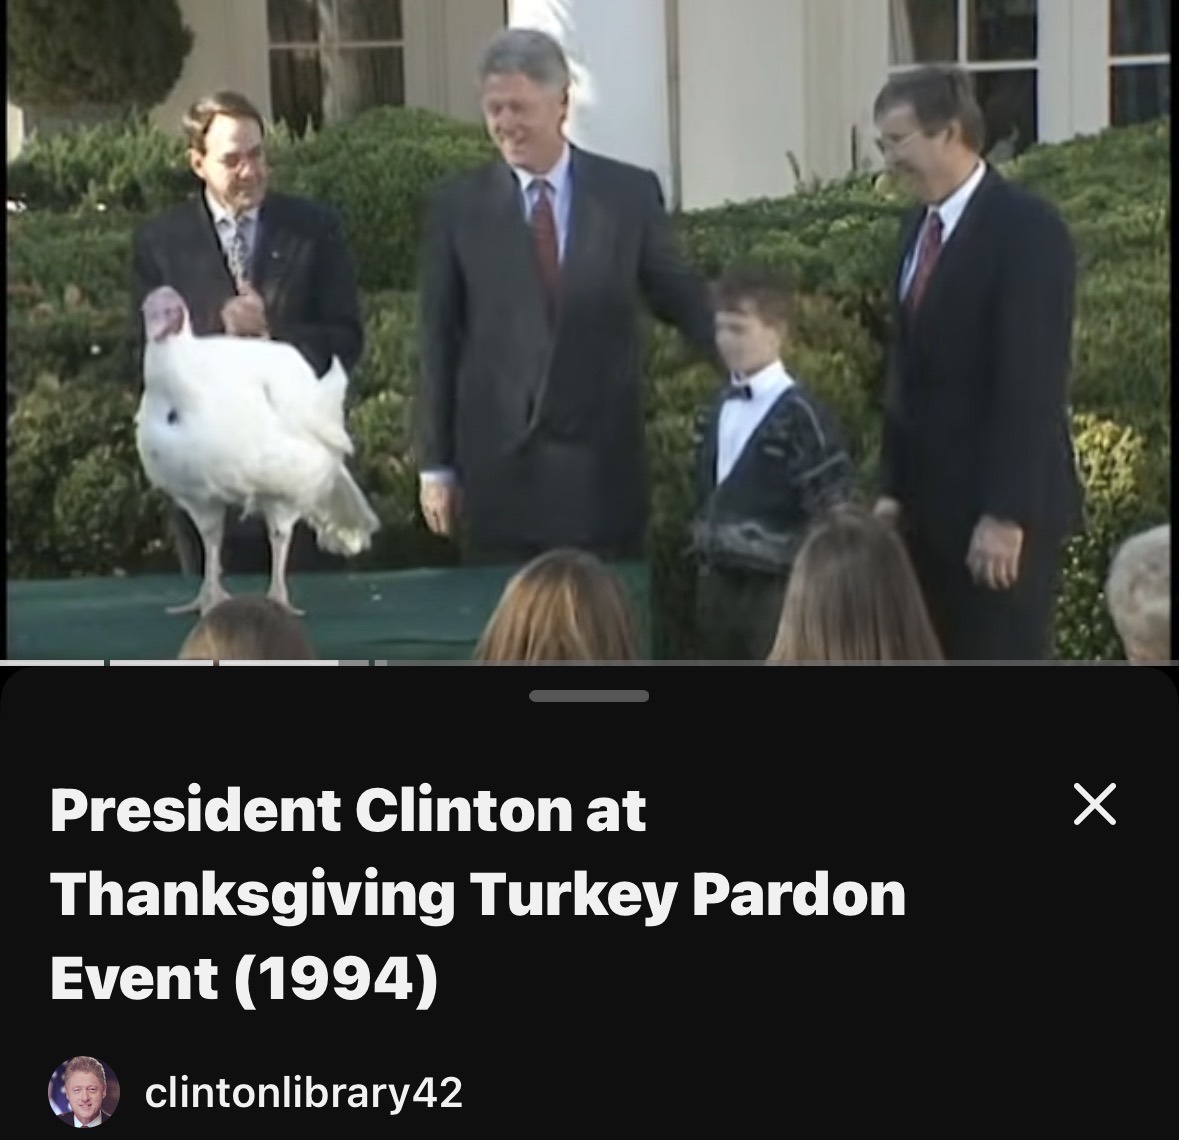 President Clinton at
Thanksgiving Turkey Pardon
Event (1994)
clintonlibrary42